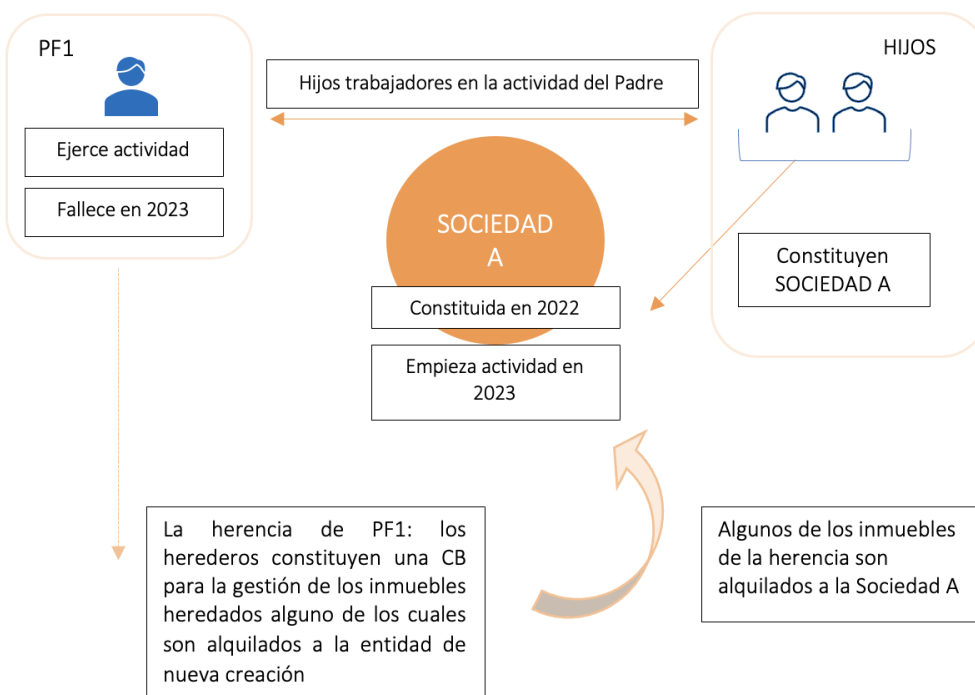 PF1
Ejerce actividad
Fallece en 2023
Hijos trabajadores en la actividad del Padre
HIJOS
SOCIEDAD
A
Constituida en 2022
Empieza actividad en
2023
Constituyen
SOCIEDAD A
La herencia de PF1: los
herederos constituyen una CB
para la gestión de los inmuebles
heredados alguno de los cuales
son alquilados a la entidad de
nueva creación
Algunos de los inmuebles
de la herencia son
alquilados a la Sociedad A